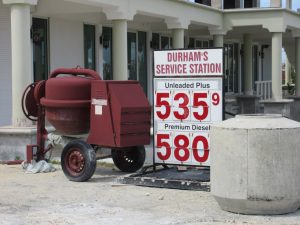 DURHAM'S
SERVICE STATION
Unleaded Plus
535 9
Premium Diesel
580